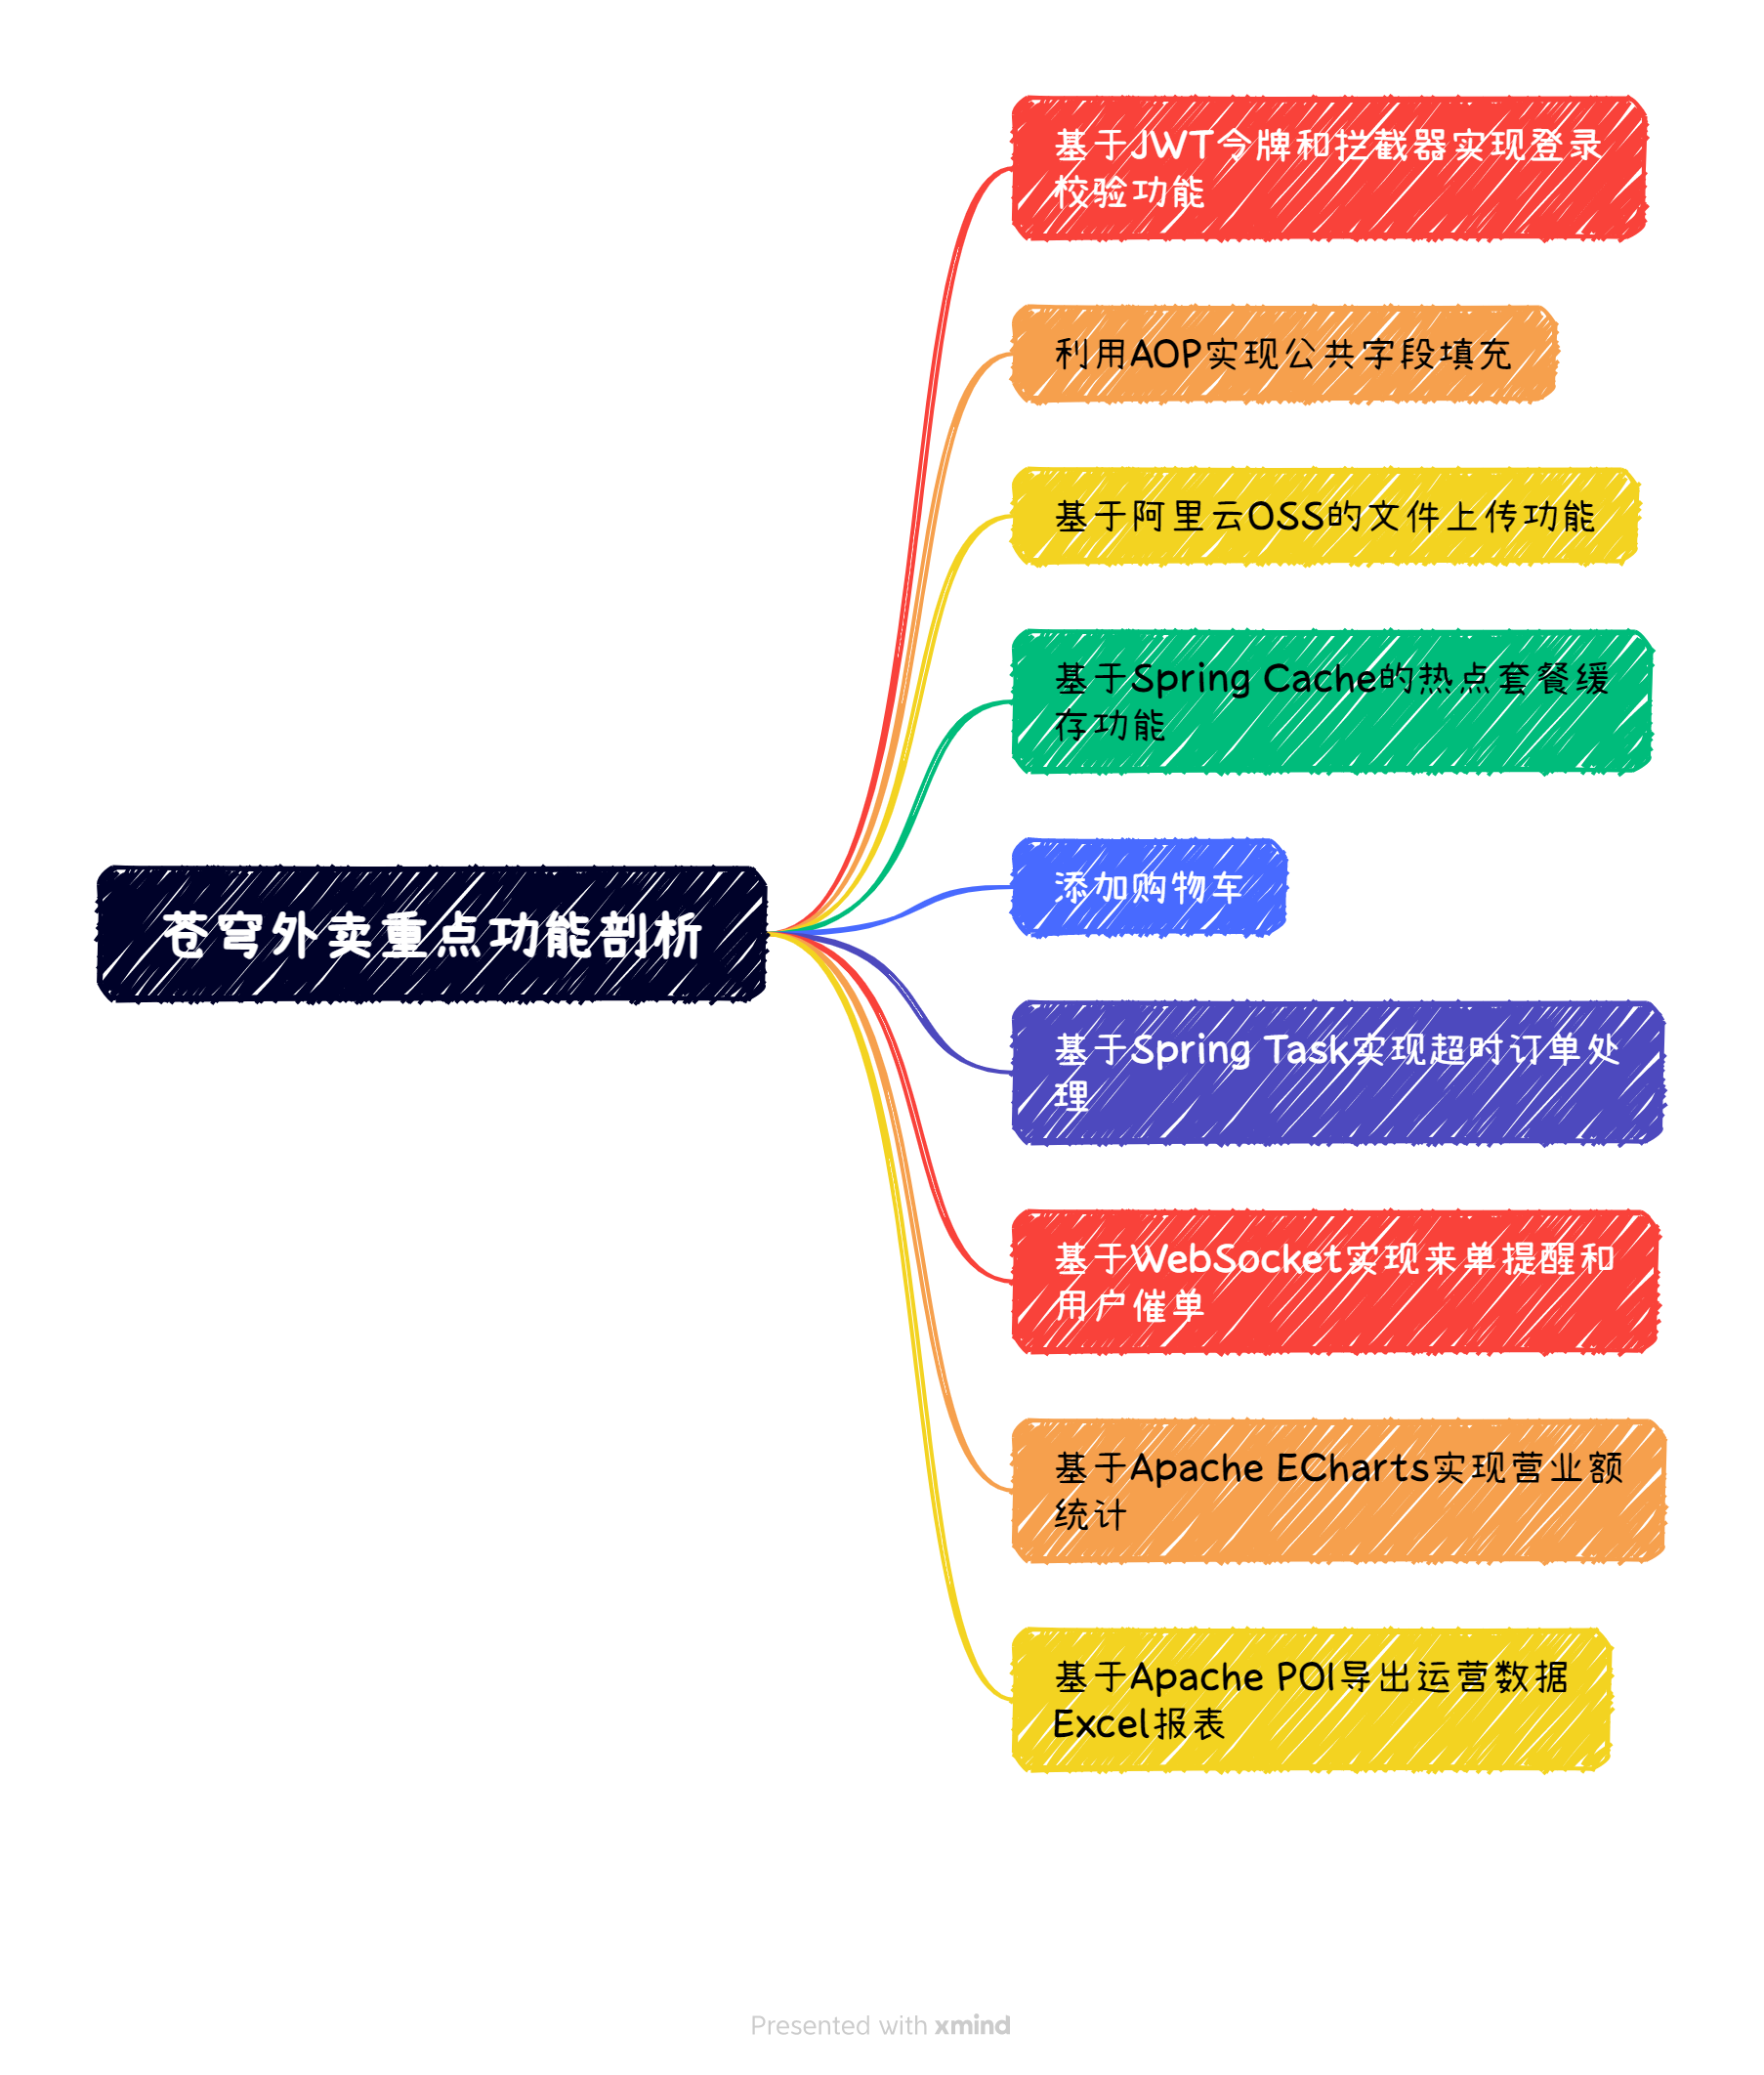 苍穹外卖重点功能剖析
基于JWT令牌和拦截器实现登录
校验功能
利用AOP实现公共字段填充
基于阿里云OSS的文件上传功能
基于Spring Cache的热点套餐缓
存功能
添加购物车
基于Spring Task实现超时订单处
理
基于WebSocket实现来单提醒和
用户催单
基于Apache ECharts实现营业额
统计
基于Apache POI导出运营数据
Excel报表
Presented with xmind